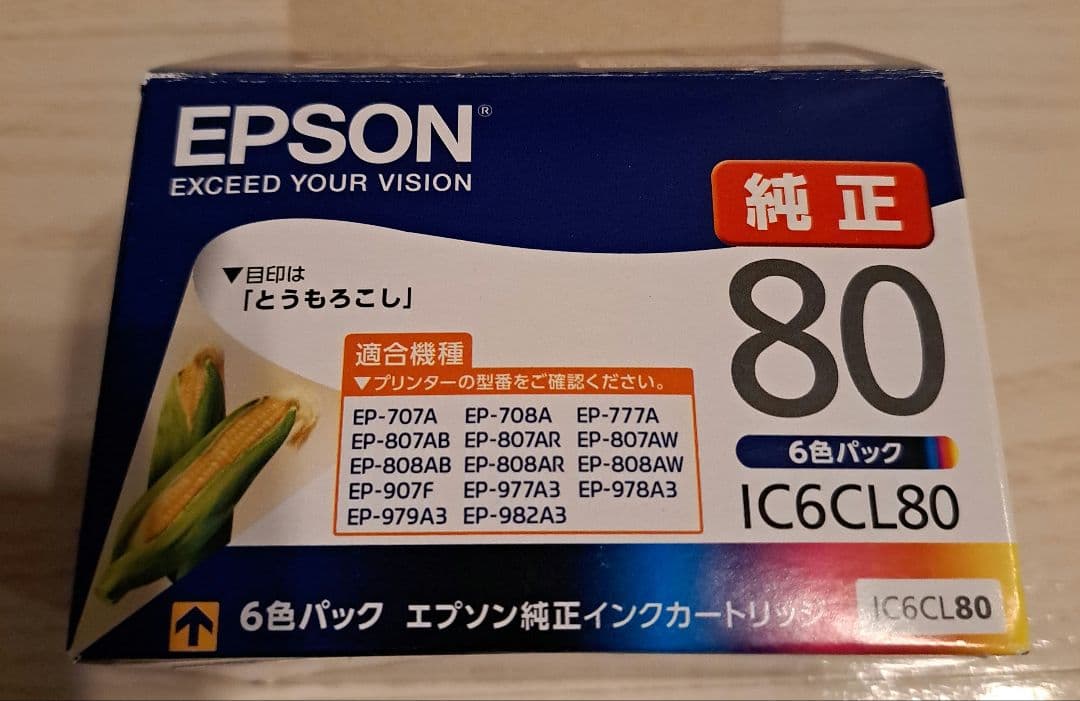 EPSON®
EXCEED YOUR VISION
純正
▼目印は
「とうもろこし」
80
適合機種
▼プリンターの型番をご確認ください。
EP-707A EP-708A EP-777A
EP-807AB EP-807AR EP-807AW
EP-808AB EP-808AR EP-808AW
EP-907F EP-977A3 EP-978A3
EP-979A3 EP-982A3
6色パック
IC6CL80
6色パック エプソン純正インクカートリッジ
IC6CL80